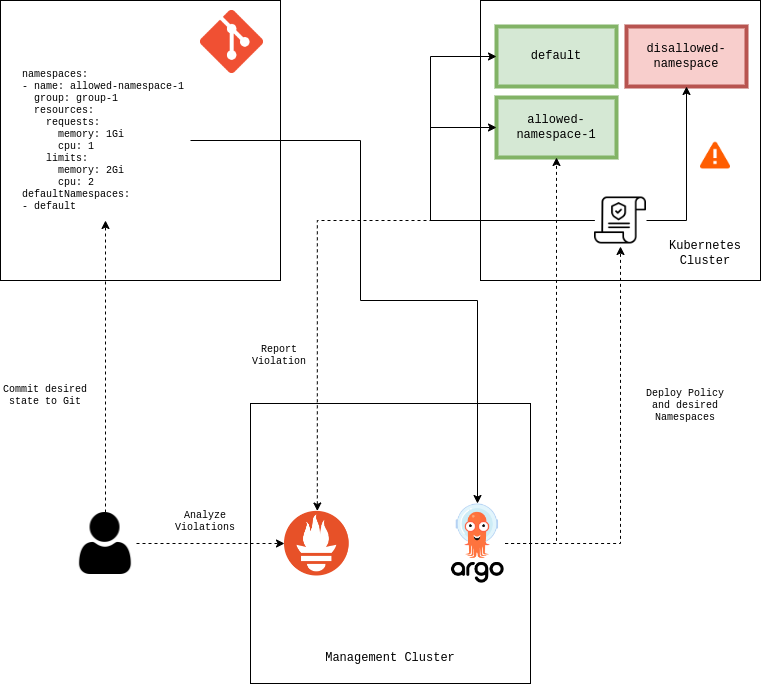 namespaces:
- name: allowed-namespace-1
  group: group-1
  resources:
    requests:
      memory: 1Gi
      cpu: 1
    limits:
      memory: 2Gi
      cpu: 2
defaultNamespaces:
- default
default
disallowed-
namespace
allowed-
namespace-1
Kubernetes
Cluster
Report
Violation
Commit desired
state to Git
Deploy Policy
and desired
Namespaces
Analyze
Violations
argo
Management Cluster